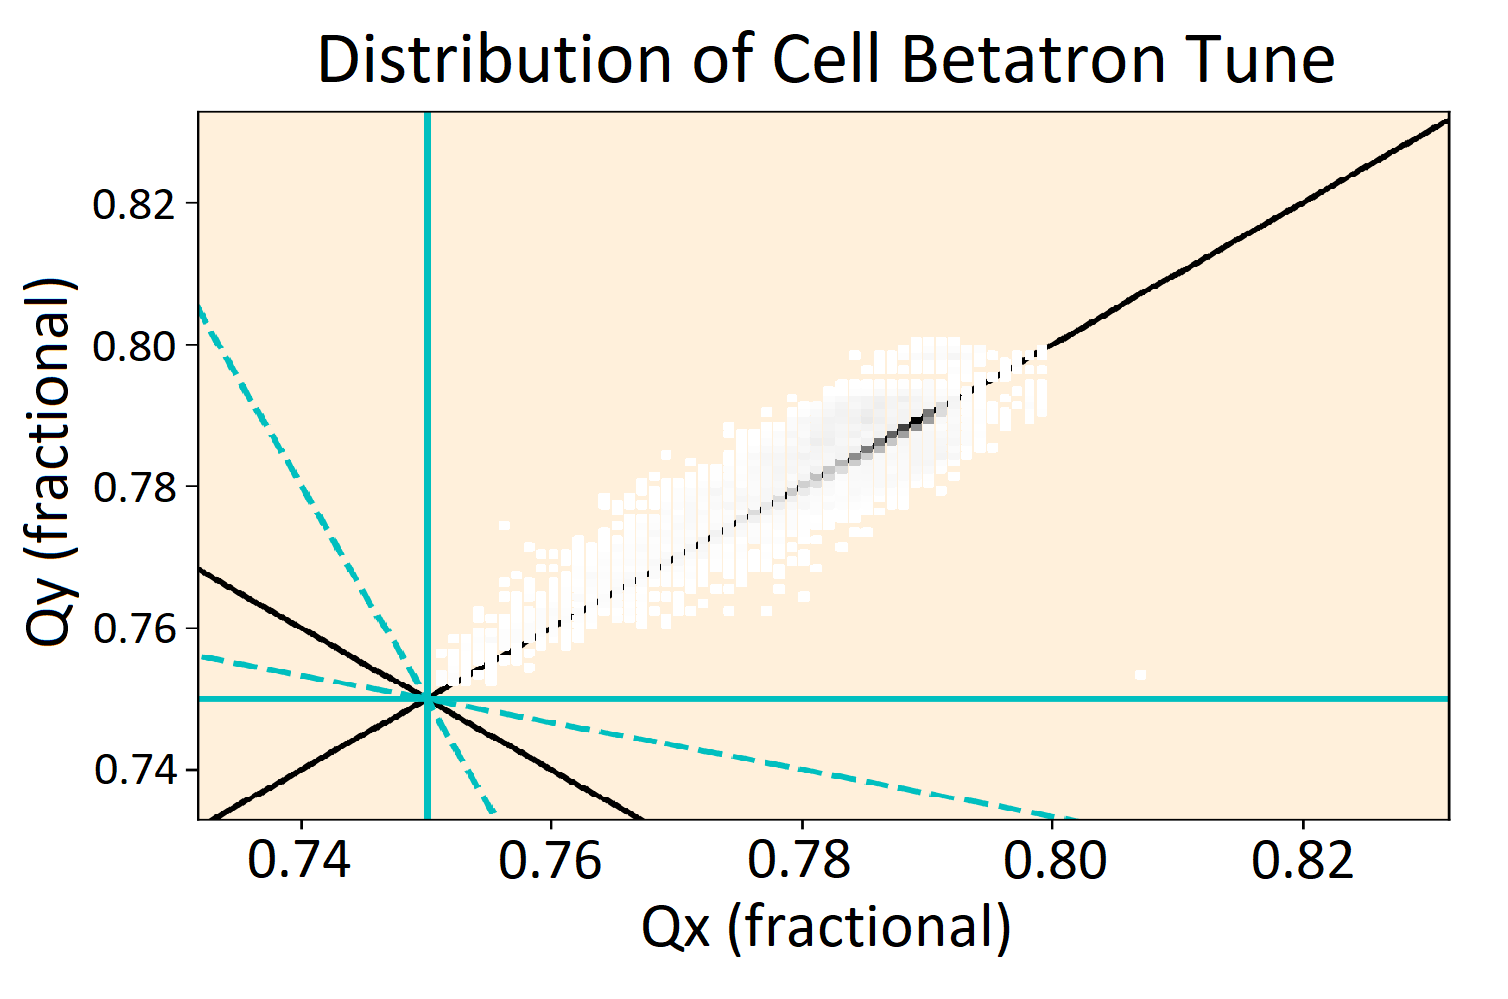 Distribution of Cell Betatron Tune
Qy (fractional)
0.82
0.80
0.78
0.76
0.74
0.74 0.76 0.78 0.80 0.82
Qx (fractional)